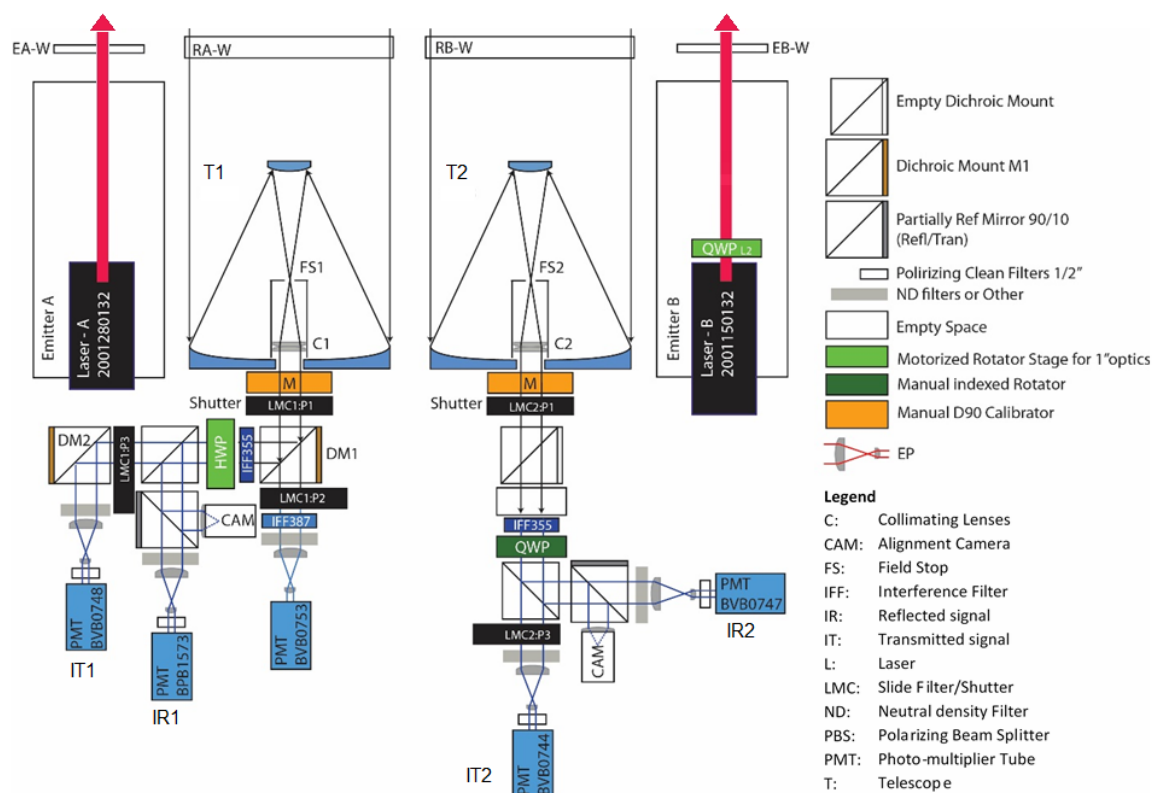 EA-W
RA-W
RB-W
EB-W
T1
T2
FS1
FS2
C1
C2
Emitter A
Laser - A
2001280132
Emitter B
Laser - B
2001150132
QWP L2
M
M
Shutter
LMC1:P1
Shutter
LMC2:P1
DM2
LMC1:P3
HWP
IFF355
DM1
LMC1:P2
CAM
IFF387
IFF355
QWP
PMT
BVB0748
IT1
PMT
BPB1573
IR1
PMT
BVB0753
LMC2:P3
CAM
PMT
BVB0747
IR2
PMT
BVB0744
IT2
Empty Dichroic Mount
Dichroic Mount M1
Partially Ref Mirror 90/10
(Refl/Tran)
Polirizing Clean Filters 1/2”
ND filters or Other
Empty Space
Motorized Rotator Stage for 1”optics
Manual indexed Rotator
Manual D90 Calibrator
EP
Legend
C: Collimating Lenses
CAM: Alignment Camera
FS: Field Stop
IFF: Interference Filter
IR: Reflected signal
IT: Transmitted signal
L: Laser
LMC: Slide Filter/Shutter
ND: Neutral density Filter
PBS: Polarizing Beam Splitter
PMT: Photo-multiplier Tube
T: Telescope